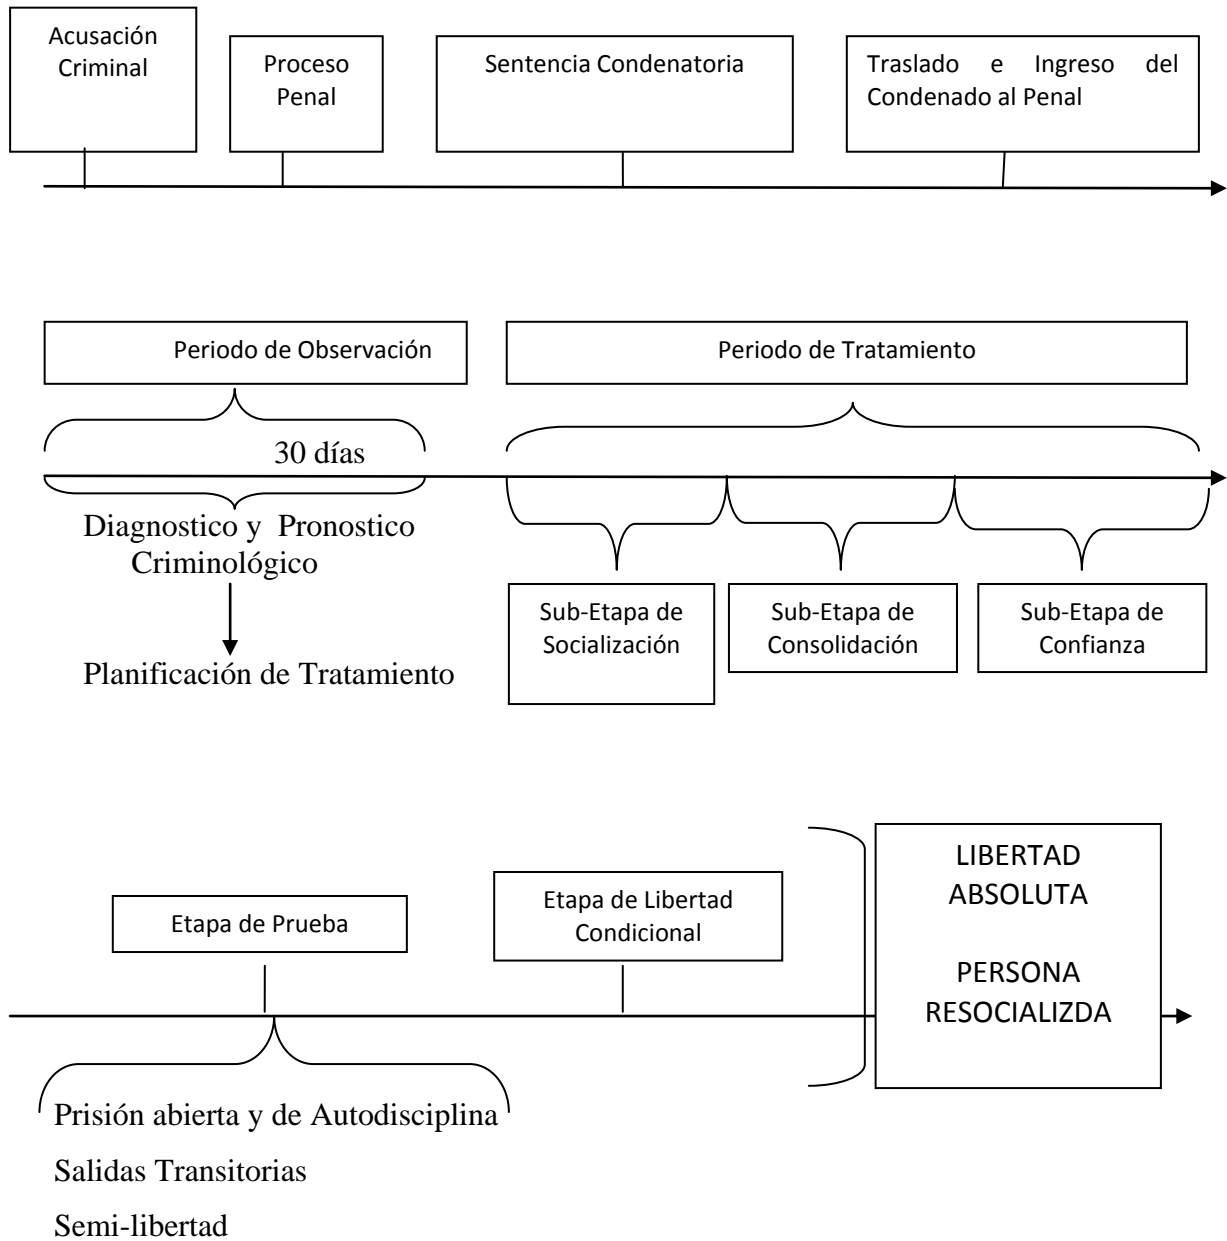 Acusación
Criminal
Proceso
Penal
Sentencia Condenatoria
Traslado e Ingreso del
Condenado al Penal
Periodo de Observación
Periodo de Tratamiento
30 días
Diagnostico y Pronostico
Criminológico
Planificación de Tratamiento
Sub-Etapa de
Socialización
Sub-Etapa de
Consolidación
Sub-Etapa de
Confianza
Etapa de Prueba
Etapa de Libertad
Condicional
LIBERTAD
ABSOLUTA
PERSONA
RESOCIALIZDA
Prisión abierta y de Autodisciplina
Salidas Transitorias
Semi-libertad